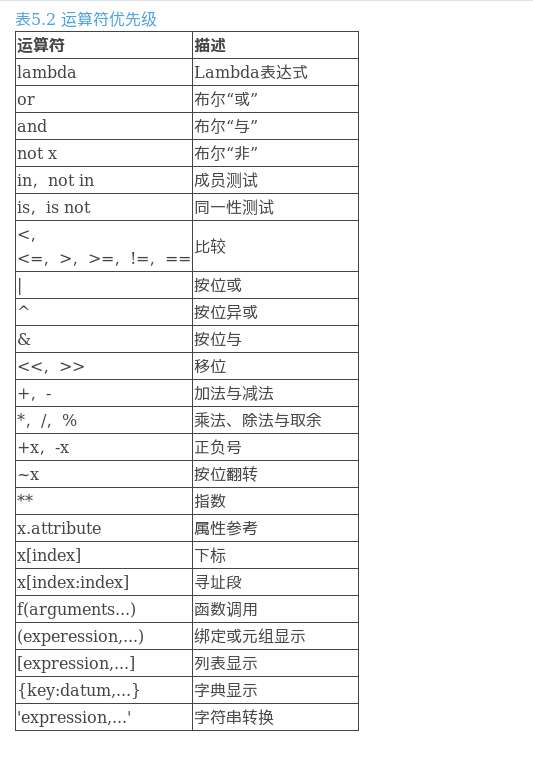 表5.2 运算符优先级
运算符 描述
lambda Lambda表达式
or 布尔“或”
and 布尔“与”
not x 布尔“非”
in，not in 成员测试
is，is not 同一性测试
<，
<=，>，>=，!=，== 比较
| 按位或
^ 按位异或
& 按位与
<<，>> 移位
+，- 加法与减法
*，/，% 乘法、除法与取余
+x，-x 正负号
~x 按位翻转
** 指数
x.attribute 属性参考
x[index] 下标
x[index:index] 寻址段
f(arguments...) 函数调用
(experession,...) 绑定或元组显示
[expression,...] 列表显示
{key:datum,...} 字典显示
'expression,...' 字符串转换